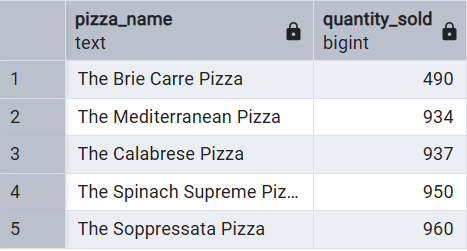 pizza_name quantity_sold
text bigint
1 The Brie Carre Pizza 490
2 The Mediterranean Pizza 934
3 The Calabrese Pizza 937
4 The Spinach Supreme Piz... 950
5 The Soppressata Pizza 960